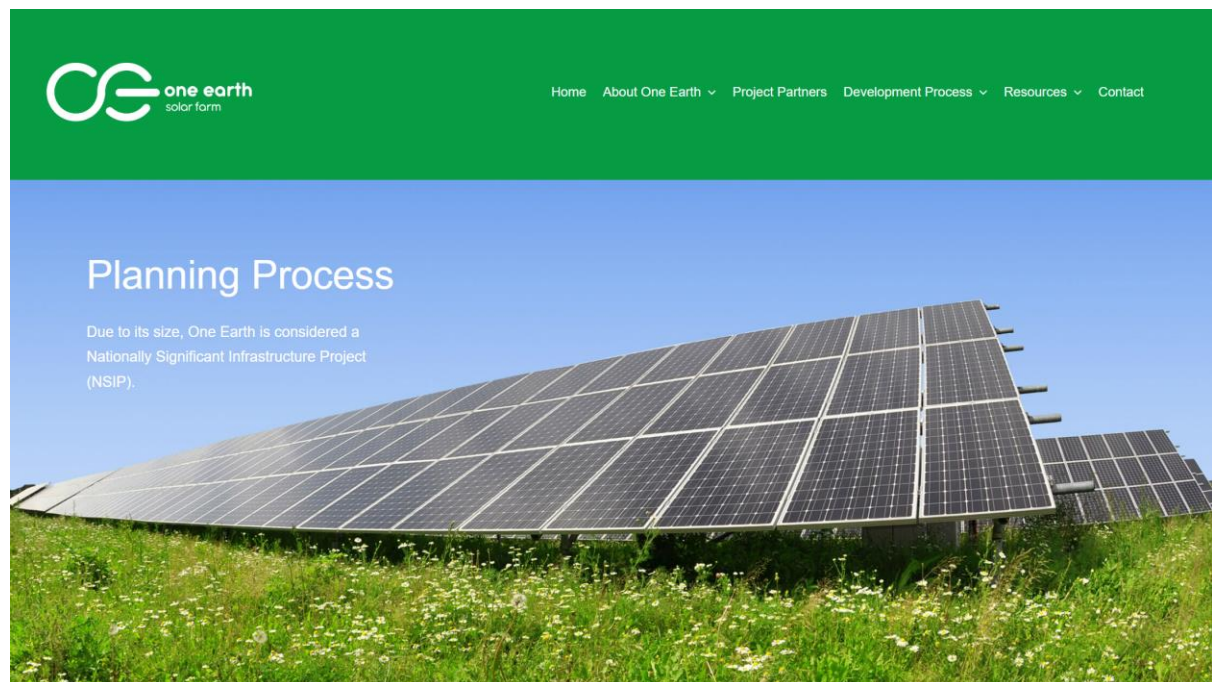 one earth
solar farm
Home About One Earth Project Partners Development Process Resources Contact
Planning Process
Due to its size, One Earth is considered a
Nationally Significant Infrastructure Project
(NSIP).